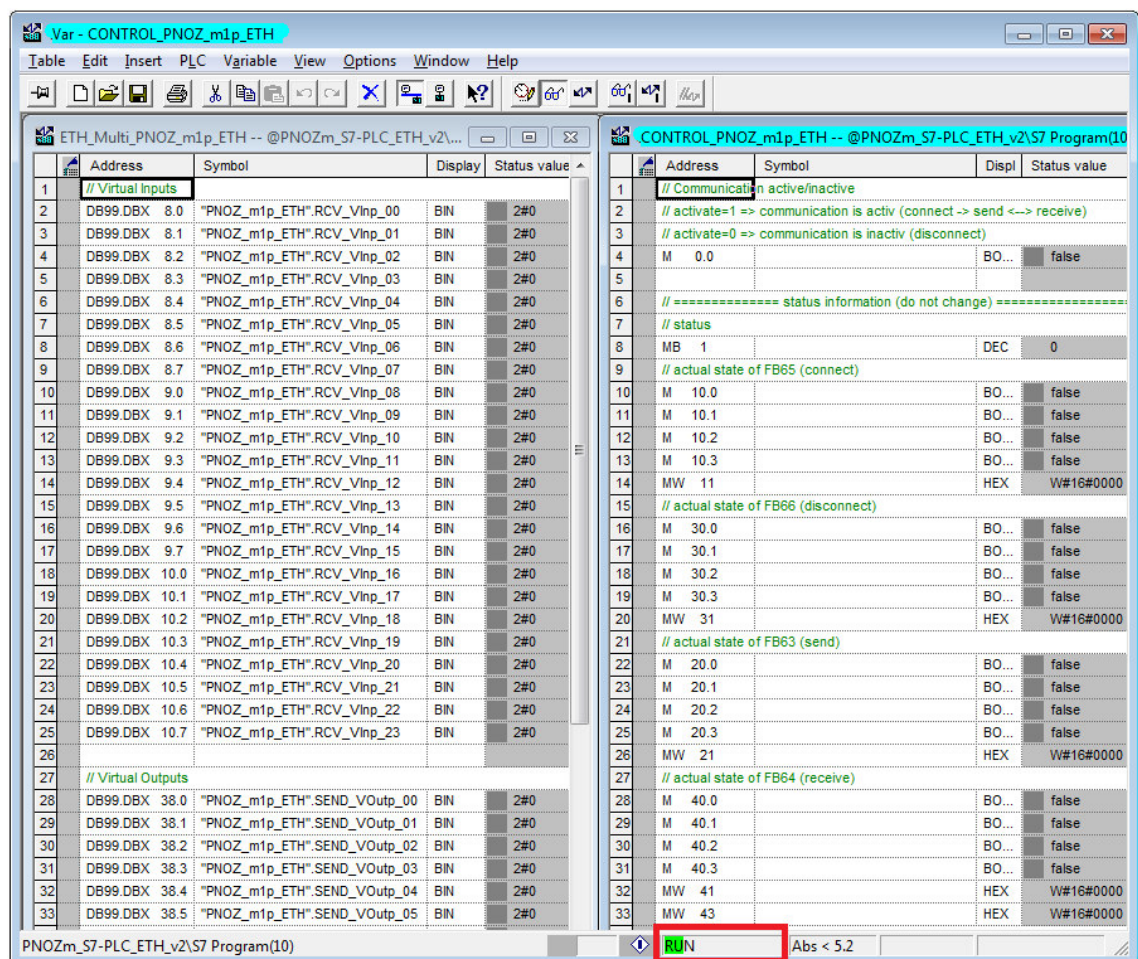 .Var - CONTROL_PNOZ_m1p_ETH
Table Edit Insert PLC Variable View Options Window Help
ETH_Multi_PNOZ_m1p_ETH -- @PNOZm_S7-PLC_ETH_v2\...
Address Symbol Display Status value
1 // Virtual Inputs
2 DB99.DBX 8.0 "PNOZ_m1p_ETH".RCV_VInp_00 BIN 2#0
3 DB99.DBX 8.1 "PNOZ_m1p_ETH".RCV_VInp_01 BIN 2#0
4 DB99.DBX 8.2 "PNOZ_m1p_ETH".RCV_VInp_02 BIN 2#0
5 DB99.DBX 8.3 "PNOZ_m1p_ETH".RCV_VInp_03 BIN 2#0
6 DB99.DBX 8.4 "PNOZ_m1p_ETH".RCV_VInp_04 BIN 2#0
7 DB99.DBX 8.5 "PNOZ_m1p_ETH".RCV_VInp_05 BIN 2#0
8 DB99.DBX 8.6 "PNOZ_m1p_ETH".RCV_VInp_06 BIN 2#0
9 DB99.DBX 8.7 "PNOZ_m1p_ETH".RCV_VInp_07 BIN 2#0
10 DB99.DBX 9.0 "PNOZ_m1p_ETH".RCV_VInp_08 BIN 2#0
11 DB99.DBX 9.1 "PNOZ_m1p_ETH".RCV_VInp_09 BIN 2#0
12 DB99.DBX 9.2 "PNOZ_m1p_ETH".RCV_VInp_10 BIN 2#0
13 DB99.DBX 9.3 "PNOZ_m1p_ETH".RCV_VInp_11 BIN 2#0
14 DB99.DBX 9.4 "PNOZ_m1p_ETH".RCV_VInp_12 BIN 2#0
15 DB99.DBX 9.5 "PNOZ_m1p_ETH".RCV_VInp_13 BIN 2#0
16 DB99.DBX 9.6 "PNOZ_m1p_ETH".RCV_VInp_14 BIN 2#0
17 DB99.DBX 9.7 "PNOZ_m1p_ETH".RCV_VInp_15 BIN 2#0
18 DB99.DBX 10.0 "PNOZ_m1p_ETH".RCV_VInp_16 BIN 2#0
19 DB99.DBX 10.1 "PNOZ_m1p_ETH".RCV_VInp_17 BIN 2#0
20 DB99.DBX 10.2 "PNOZ_m1p_ETH".RCV_VInp_18 BIN 2#0
21 DB99.DBX 10.3 "PNOZ_m1p_ETH".RCV_VInp_19 BIN 2#0
22 DB99.DBX 10.4 "PNOZ_m1p_ETH".RCV_VInp_20 BIN 2#0
23 DB99.DBX 10.5 "PNOZ_m1p_ETH".RCV_VInp_21 BIN 2#0
24 DB99.DBX 10.6 "PNOZ_m1p_ETH".RCV_VInp_22 BIN 2#0
25 DB99.DBX 10.7 "PNOZ_m1p_ETH".RCV_VInp_23 BIN 2#0
26
27 // Virtual Outputs
28 DB99.DBX 38.0 "PNOZ_m1p_ETH".SEND_VOutp_00 BIN 2#0
29 DB99.DBX 38.1 "PNOZ_m1p_ETH".SEND_VOutp_01 BIN 2#0
30 DB99.DBX 38.2 "PNOZ_m1p_ETH".SEND_VOutp_02 BIN 2#0
31 DB99.DBX 38.3 "PNOZ_m1p_ETH".SEND_VOutp_03 BIN 2#0
32 DB99.DBX 38.4 "PNOZ_m1p_ETH".SEND_VOutp_04 BIN 2#0
33 DB99.DBX 38.5 "PNOZ_m1p_ETH".SEND_VOutp_05 BIN 2#0
.CONTROL_PNOZ_m1p_ETH -- @PNOZm_S7-PLC_ETH_v2\S7 Program(10
Address Symbol Displ Status value
1 // Communication active/inactive
2 // activate=1 => communication is activ (connect -> send <--> receive)
3 // activate=0 => communication is inactiv (disconnect)
4 M 0.0 BO... false
5
6 // ============== status information (do not change) ==================
7 // status
8 MB 1 DEC 0
9 // actual state of FB65 (connect)
10 M 10.0 BO... false
11 M 10.1 BO... false
12 M 10.2 BO... false
13 M 10.3 BO... false
14 MW 11 HEX W#16#0000
15 // actual state of FB66 (disconnect)
16 M 30.0 BO... false
17 M 30.1 BO... false
18 M 30.2 BO... false
19 M 30.3 BO... false
20 MW 31 HEX W#16#0000
21 // actual state of FB63 (send)
22 M 20.0 BO... false
23 M 20.1 BO... false
24 M 20.2 BO... false
25 M 20.3 BO... false
26 MW 21 HEX W#16#0000
27 // actual state of FB64 (receive)
28 M 40.0 BO... false
29 M 40.1 BO... false
30 M 40.2 BO... false
31 M 40.3 BO... false
32 MW 41 HEX W#16#0000
33 MW 43 HEX W#16#0000
PNOZm_S7-PLC_ETH_v2\S7 Program(10) RUN Abs < 5.2